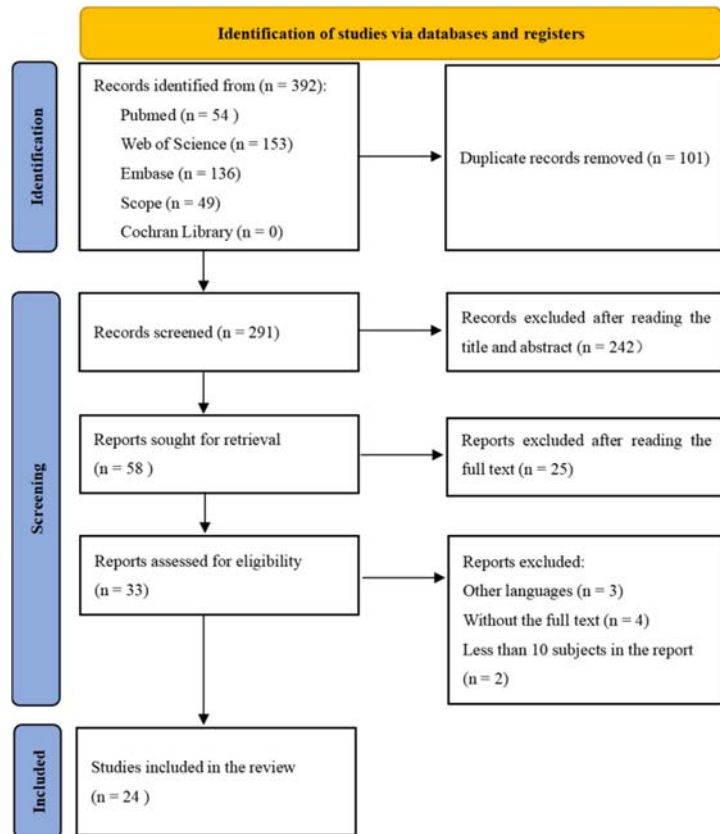 Identification of studies via databases and registers
Identification
Records identified from (n = 392):
Pubmed (n = 54 )
Web of Science (n = 153)
Embase (n = 136)
Scope (n = 49)
Cochran Library (n = 0)
Duplicate records removed (n = 101)
Screening
Records screened (n = 291)
Records excluded after reading the
title and abstract (n = 242）
Reports sought for retrieval
(n = 58 )
Reports excluded after reading the
full text (n = 25)
Reports assessed for eligibility
(n = 33)
Reports excluded:
Other languages (n = 3)
Without the full text (n = 4)
Less than 10 subjects in the report
(n = 2)
Included
Studies included in the review
(n = 24 )